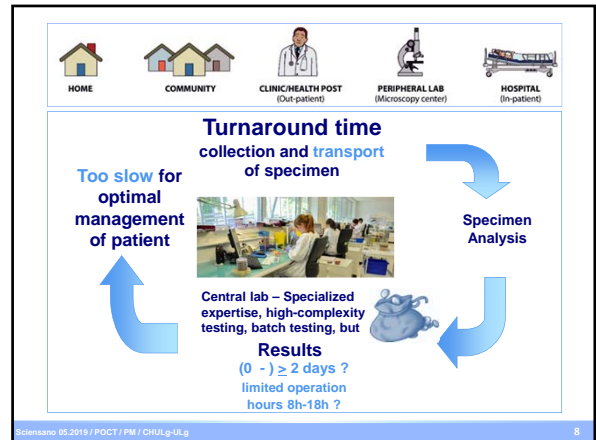 HOME
COMMUNITY
CLINIC/HEALTH POST
(Out-patient)
PERIPHERAL LAB
(Microscopy center)
HOSPITAL
(In-patient)
Turnaround time
collection and transport
of specimen
Too slow for
optimal
management
of patient
Specimen
Analysis
Central lab – Specialized
expertise, high-complexity
testing, batch testing, but
Results
(0 - ) ≥ 2 days ?
limited operation
hours 8h-18h ?
Sciensano 05.2019 / POCT / PM / CHULg-ULg
8